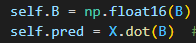 self.B = np.float16(B)
self.pred = X.dot(B)